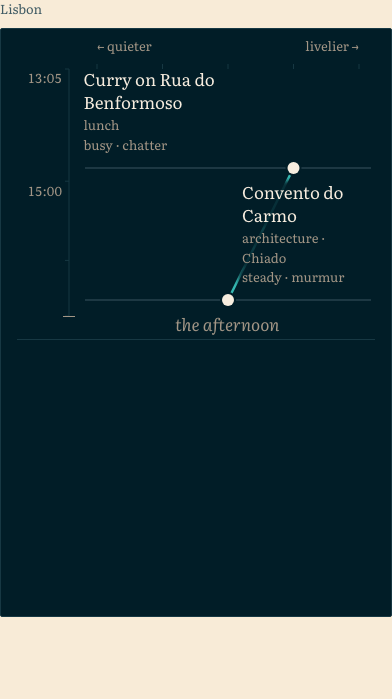 Lisbon
← quieter
livelier →
13:05
Curry on Rua do
Benformoso
lunch
busy · chatter
15:00
Convento do
Carmo
architecture ·
Chiado
steady · murmur
the afternoon